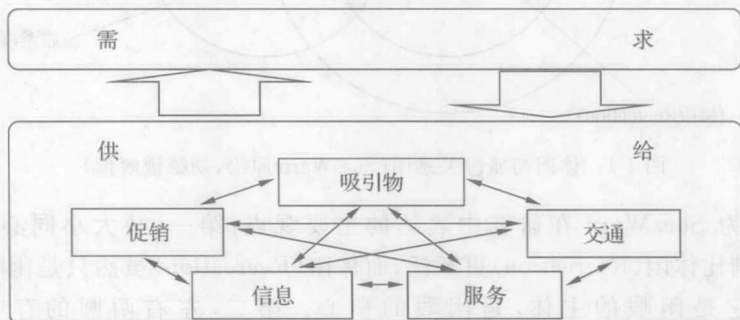 需 求
供 给
吸引物
促销 交通
信息 服务